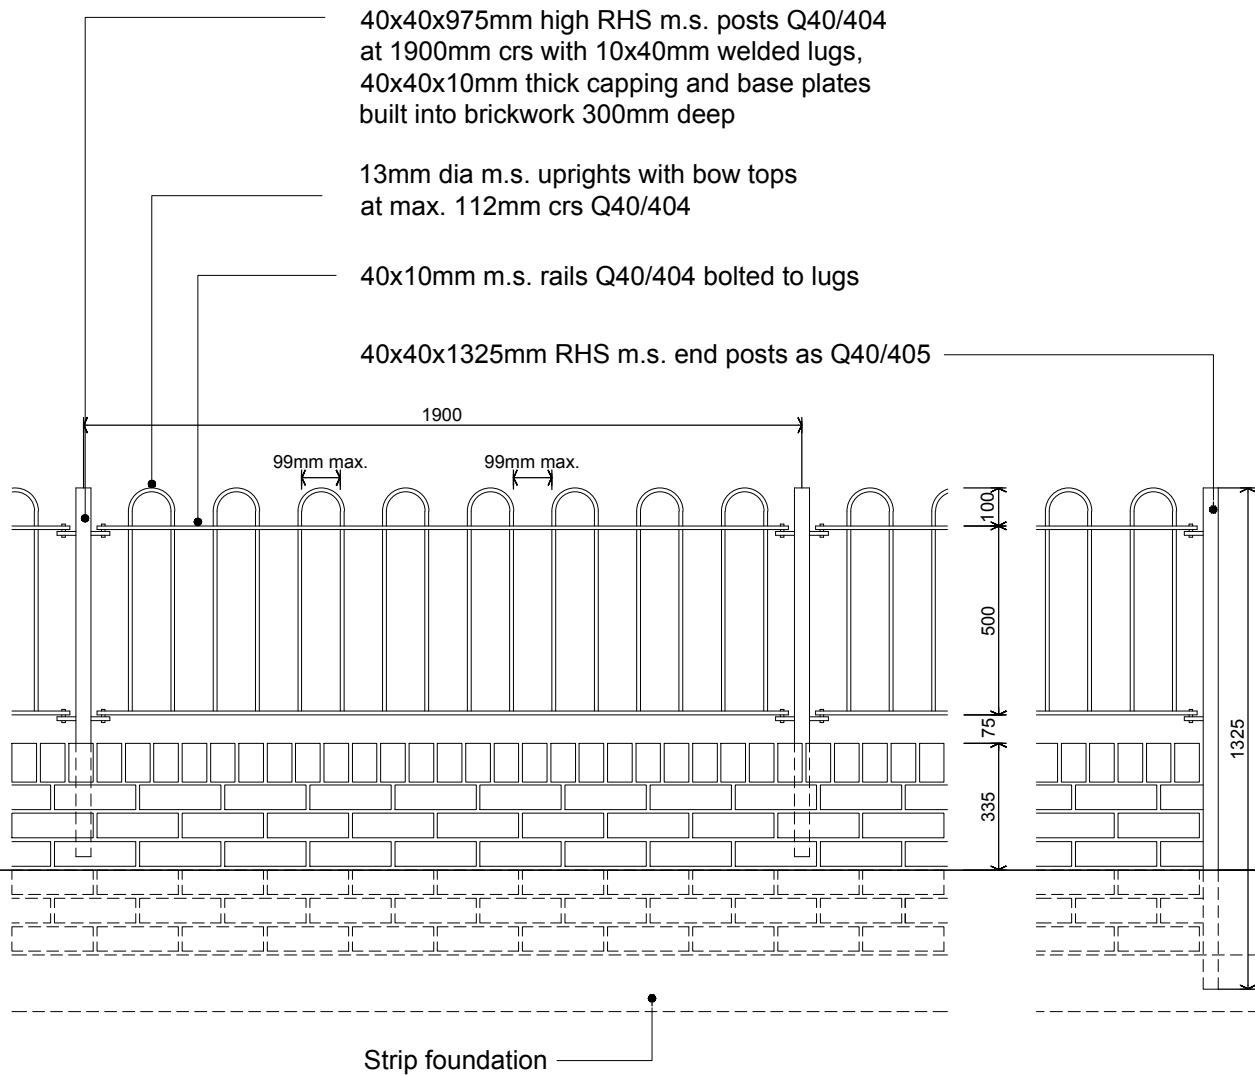 40x40x975mm high RHS m.s. posts Q40/404
at 1900mm crs with 10x40mm welded lugs,
40x40x10mm thick capping and base plates
built into brickwork 300mm deep
13mm dia m.s. uprights with bow tops
at max. 112mm crs Q40/404
40x10mm m.s. rails Q40/404 bolted to lugs
40x40x1325mm RHS m.s. end posts as Q40/405
1900
99mm max.
99mm max.
100
500
75
335
1325
Strip foundation